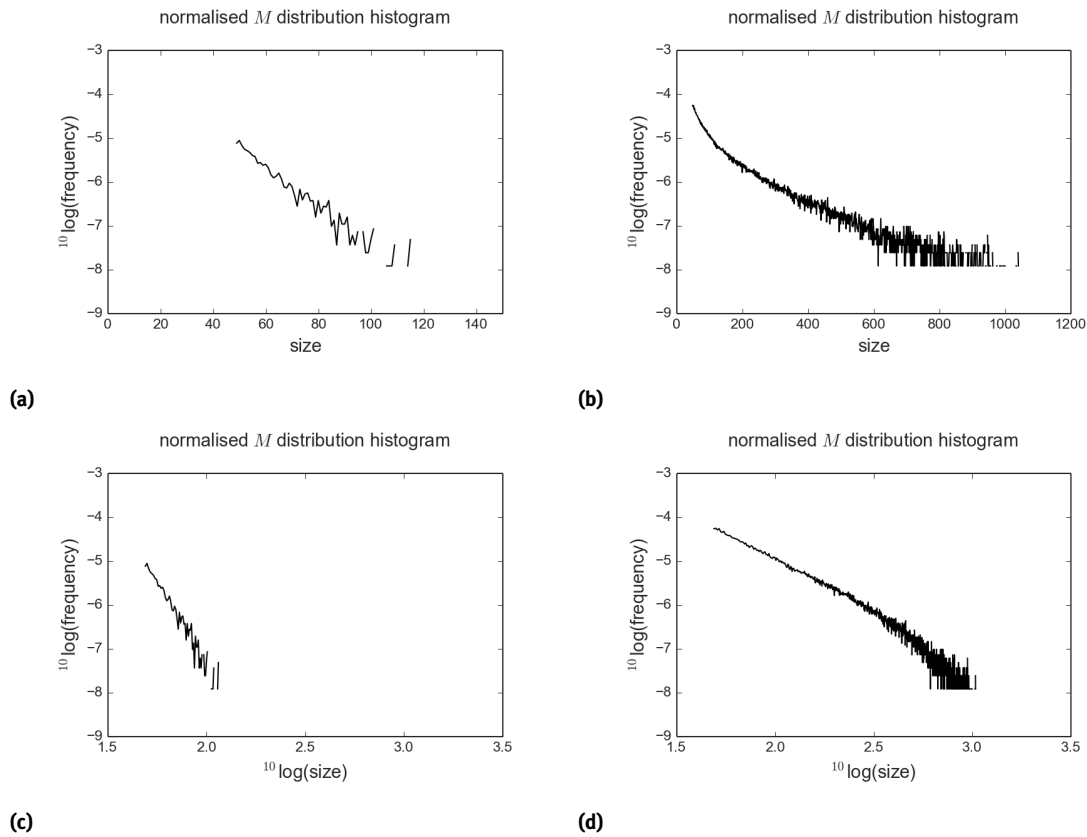 normalised M distribution histogram
−3
−4
−5
−6
−7
−8
−9
¹⁰log(frequency)
0 20 40 60 80 100 120 140
size
(a)
normalised M distribution histogram
−3
−4
−5
−6
−7
−8
−9
¹⁰log(frequency)
0 200 400 600 800 1000 1200
size
(b)
normalised M distribution histogram
−3
−4
−5
−6
−7
−8
−9
¹⁰log(frequency)
1.5 2.0 2.5 3.0 3.5
¹⁰log(size)
(c)
normalised M distribution histogram
−3
−4
−5
−6
−7
−8
−9
¹⁰log(frequency)
1.5 2.0 2.5 3.0 3.5
¹⁰log(size)
(d)